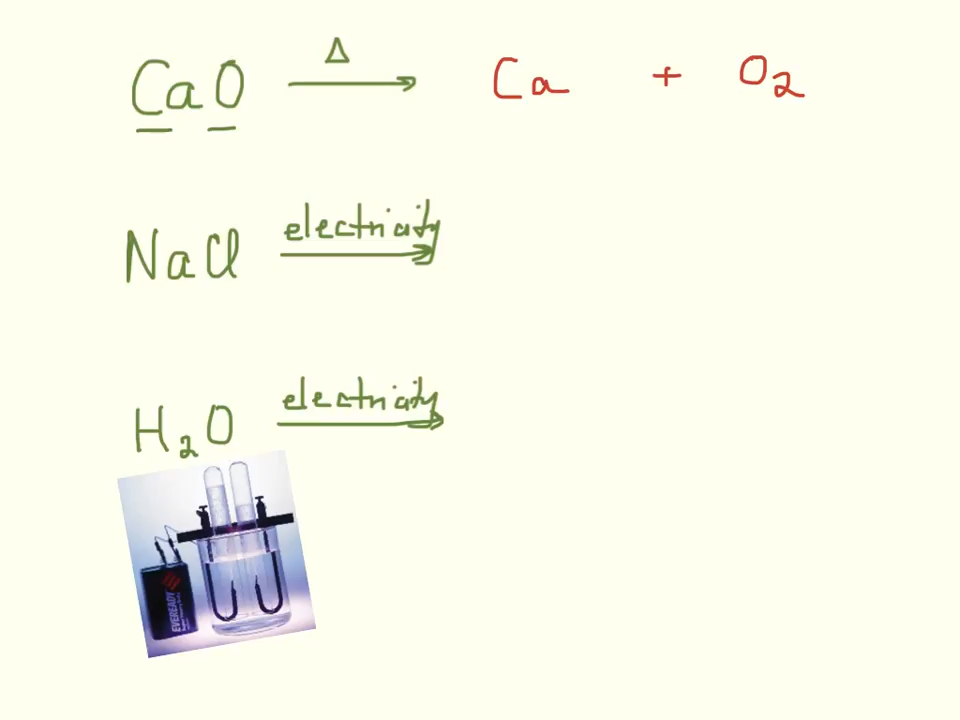 CaO Δ → Ca + O₂
NaCl electricity →
H₂O electricity →
EVEREADY